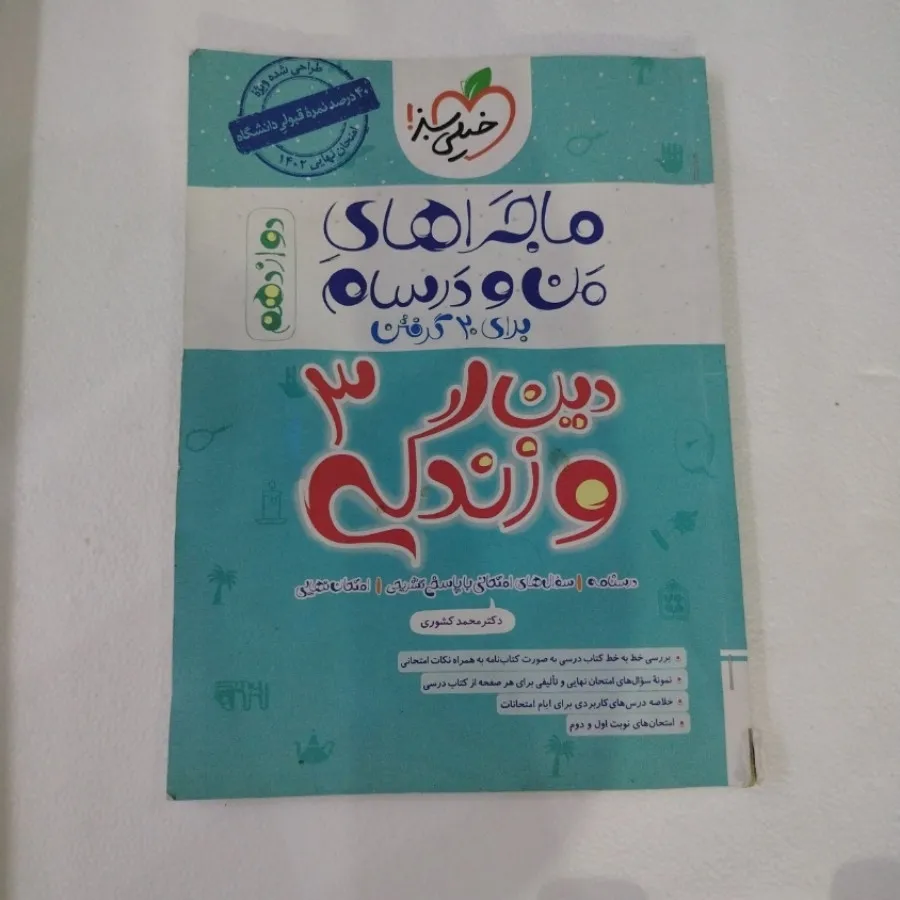 طراحی شده ویژهٔ
۴۰ درصد نمرهٔ قبولی دانشگاه
امتحان نهایی ۱۴۰۲
خیلی سبز!
ماجراهای
من و درسام
برای ۲۰ گرفتن
دوازدهم
دین
و زندگی ۳
درسنامه | سؤال‌های امتحانی با پاسخ تشریحی | امتحان نهایی
دکتر محمد کشوری
بررسی خط به خط کتاب درسی به صورت کتاب‌نامه به همراه نکات امتحانی
نمونهٔ سؤال‌های امتحان نهایی و تألیفی برای هر صفحه از کتاب درسی
خلاصه درس‌های کاربردی برای ایام امتحانات
امتحان‌های نوبت اول و دوم